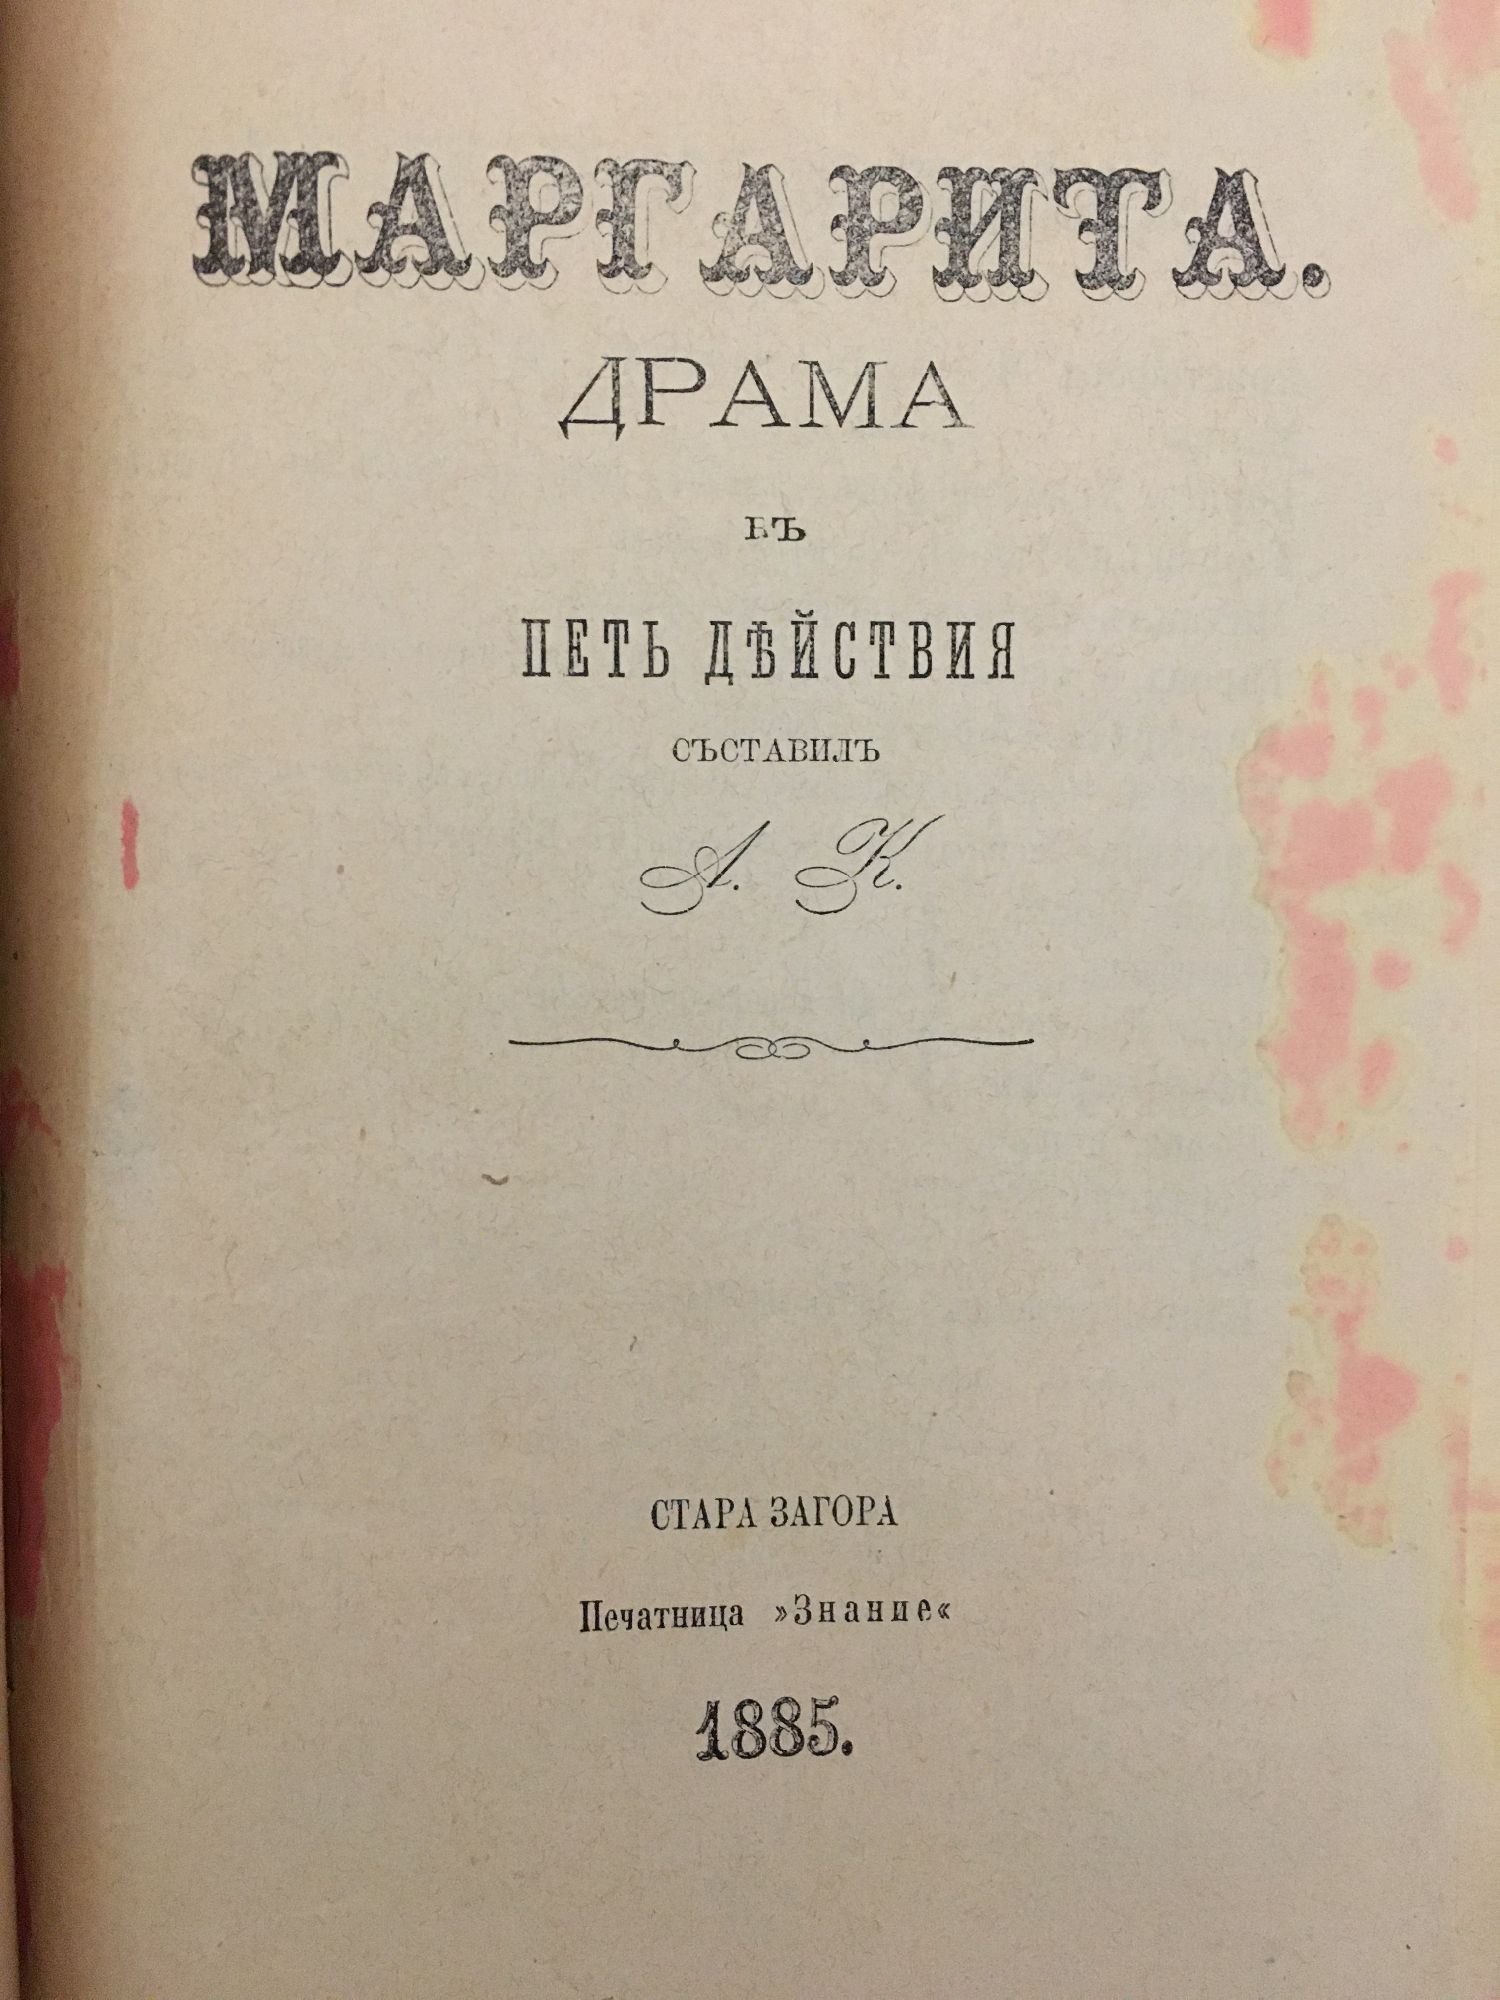 МАРГАРИТА.
ДРАМА
ВЪ
ПЕТЬ ДѢЙСТВИЯ
СЪСТАВИЛЪ
А. К.
СТАРА ЗАГОРА
Печатница »Знание«
1885.